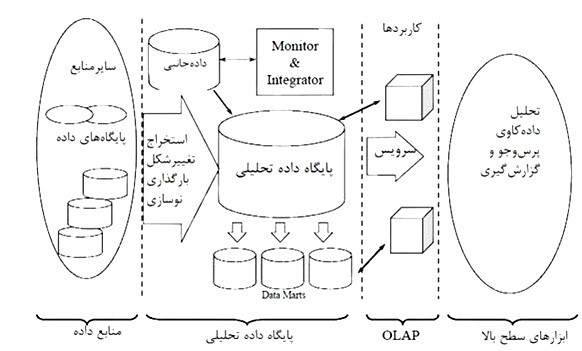 سایرمنابع
پایگاه‌های داده
داده‌جانبی
Monitor
&
Integrator
استخراج
تغییرشکل
بارگذاری
نوسازی
پایگاه داده تحلیلی
Data Marts
کاربردها
سرویس
تحلیل
داده‌کاوی
پرس‌وجو و
گزارش‌گیری
منابع داده
پایگاه داده تحلیلی
OLAP
ابزارهای سطح بالا